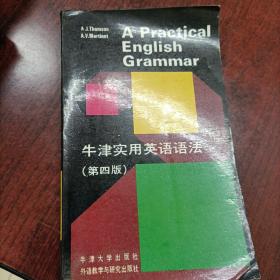 A.J.Thomson
A.V.Martinet
A Practical
English
Grammar
牛津实用英语语法
(第四版)
牛津大学出版社
外语教学与研究出版社